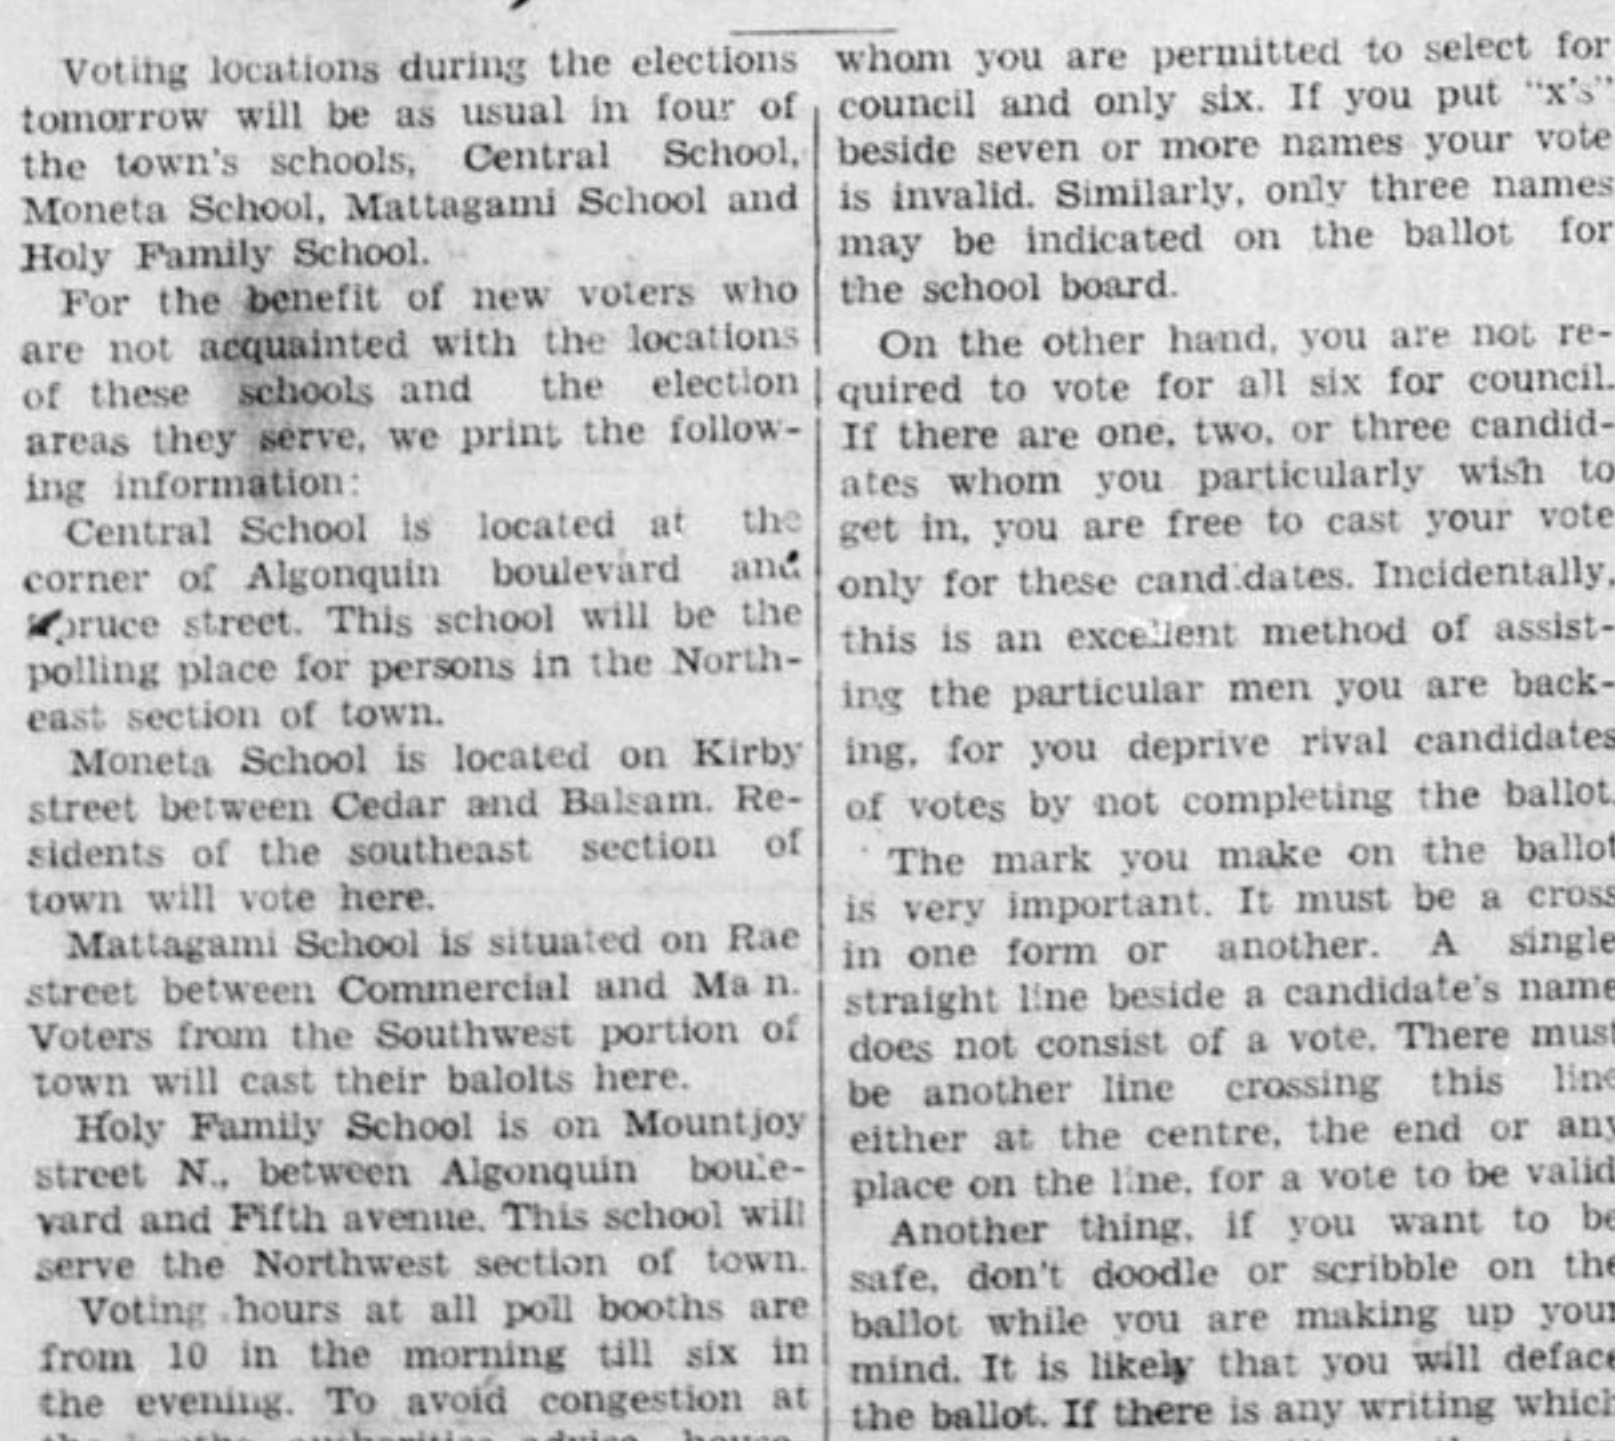 Voting locations during the elections
tomorrow will be as usual in four of
the town's schools, Central School,
Moneta School, Mattagami School and
Holy Family School.
For the benefit of new voters who
are not acquainted with the locations
of these schools and the election
areas they serve, we print the follow-
ing information:
Central School is located at the
corner of Algonquin boulevard and
Spruce street. This school will be the
polling place for persons in the North-
east section of town.
Moneta School is located on Kirby
street between Cedar and Balsam. Re-
sidents of the southeast section of
town will vote here.
Mattagami School is situated on Rae
street between Commercial and Ma n.
Voters from the Southwest portion of
town will cast their balolts here.
Holy Family School is on Mountjoy
street N., between Algonquin boule-
vard and Fifth avenue. This school will
serve the Northwest section of town.
Voting hours at all poll booths are
from 10 in the morning till six in
the evening. To avoid congestion at
whom you are permitted to select for
council and only six. If you put "x's"
beside seven or more names your vote
is invalid. Similarly, only three names
may be indicated on the ballot for
the school board.
On the other hand, you are not re-
quired to vote for all six for council.
If there are one, two, or three candid-
ates whom you particularly wish to
get in, you are free to cast your vote
only for these candidates. Incidentally,
this is an excellent method of assist-
ing the particular men you are back-
ing, for you deprive rival candidates
of votes by not completing the ballot.
The mark you make on the ballot
is very important. It must be a cross
in one form or another. A single
straight line beside a candidate's name
does not consist of a vote. There must
be another line crossing this line
either at the centre, the end or any
place on the line, for a vote to be valid
Another thing, if you want to be
safe, don't doodle or scribble on the
ballot while you are making up your
mind. It is likely that you will deface
the ballot. If there is any writing which